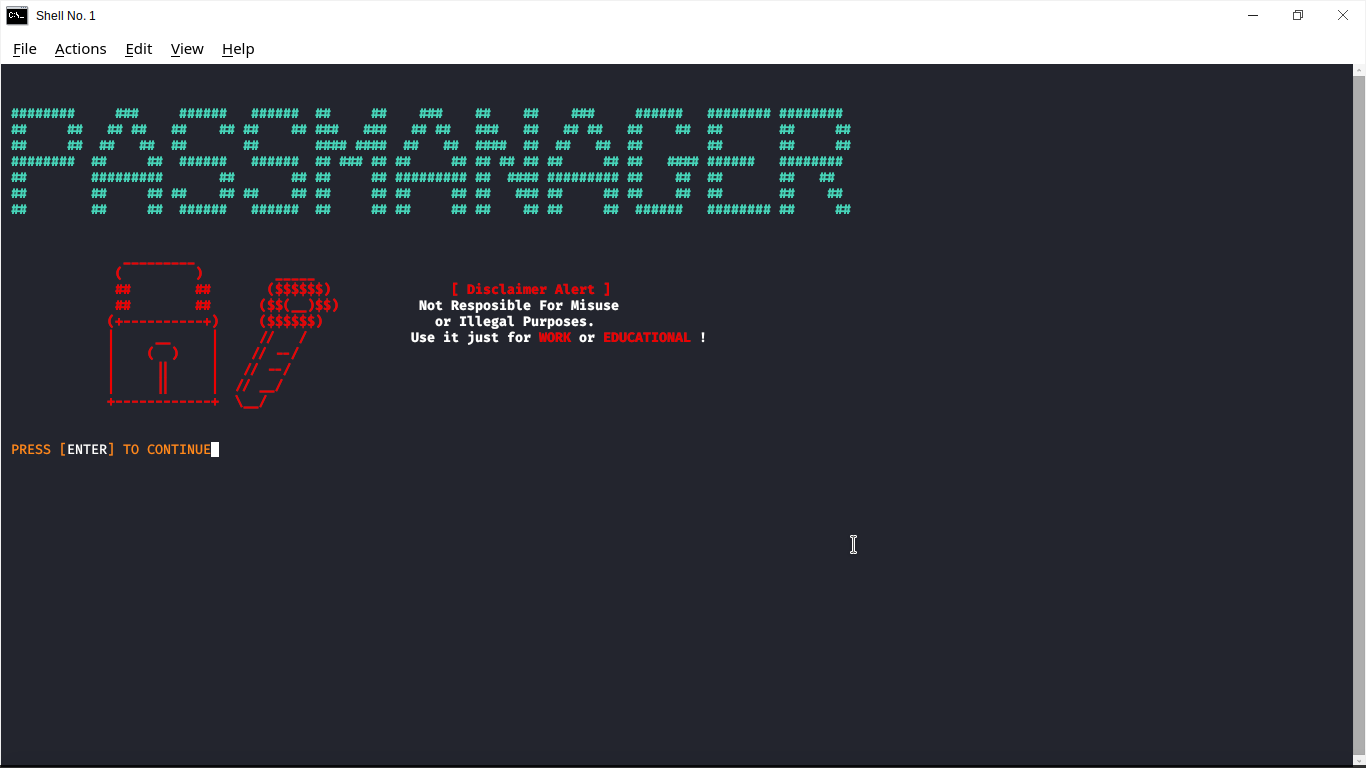 Shell No. 1
File Actions Edit View Help
PASSMANAGER
[ Disclaimer Alert ]
Not Resposible For Misuse
or Illegal Purposes.
Use it just for WORK or EDUCATIONAL !
PRESS [ENTER] TO CONTINUE